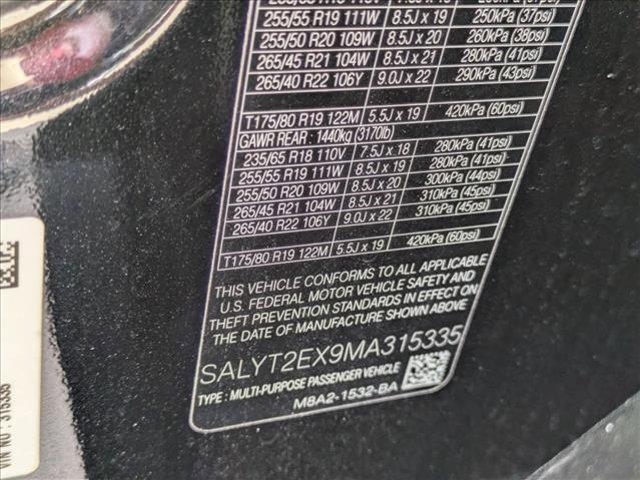 255/55 R19 111W 8.5J x 19 250kPa (37psi)
255/50 R20 109W 8.5J x 20 260kPa (38psi)
265/45 R21 104W 8.5J x 21 280kPa (41psi)
265/40 R22 106Y 9.0J x 22 290kPa (43psi)
T175/80 R19 122M 5.5J x 19 420kPa (60psi)
GAWR REAR : 1440kg (3170lb)
235/65 R18 110V 7.5J x 18 280kPa (41psi)
255/55 R19 111W 8.5J x 19 280kPa (41psi)
255/50 R20 109W 8.5J x 20 300kPa (44psi)
265/45 R21 104W 8.5J x 21 310kPa (45psi)
265/40 R22 106Y 9.0J x 22 310kPa (45psi)
T175/80 R19 122M 5.5J x 19 420kPa (60psi)
THIS VEHICLE CONFORMS TO ALL APPLICABLE
U.S. FEDERAL MOTOR VEHICLE SAFETY AND
THEFT PREVENTION STANDARDS IN EFFECT ON
THE DATE OF MANUFACTURE SHOWN ABOVE
SALYT2EX9MA315335
TYPE : MULTI-PURPOSE PASSENGER VEHICLE
M8A2-1532-BA
VIN NO : 315335